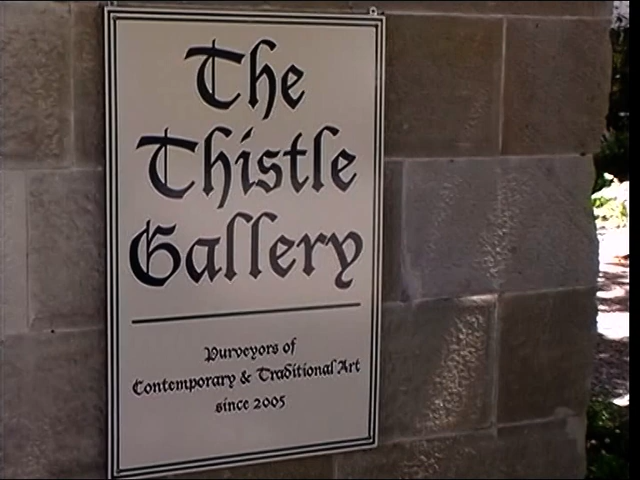 The
Thistle
Gallery
Purveyors of
Contemporary & Traditional Art
since 2005